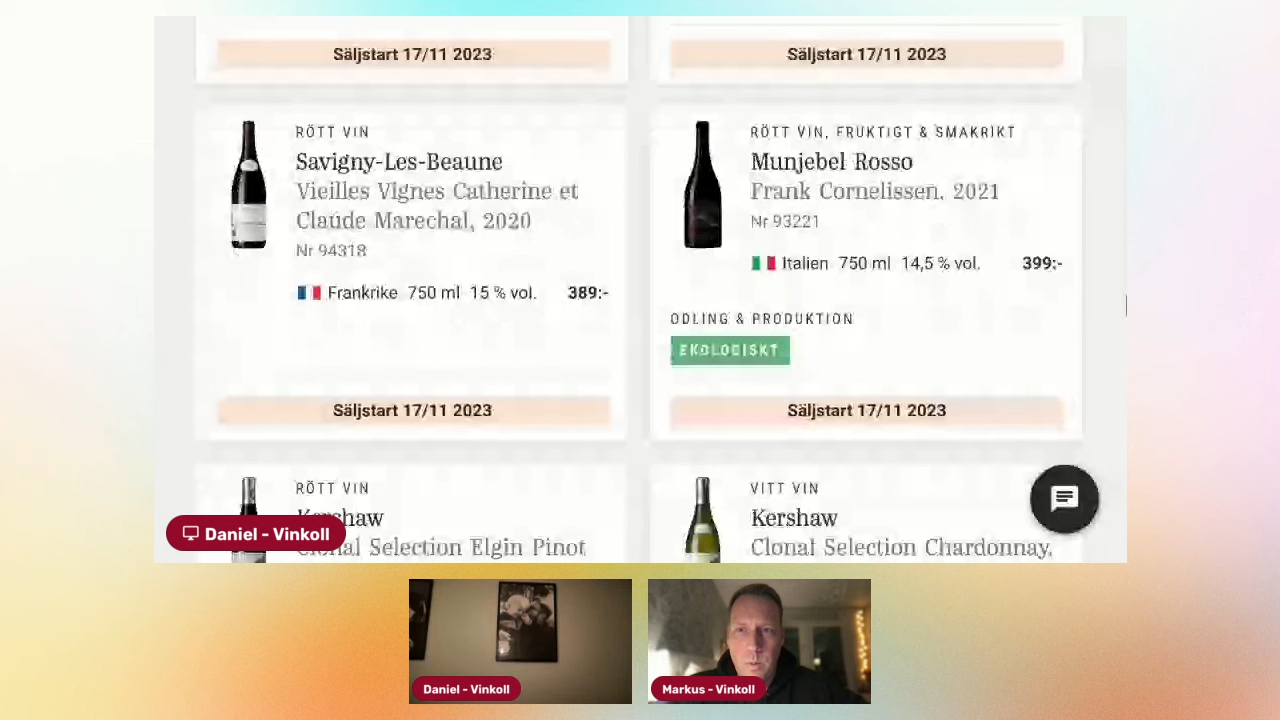 Säljstart 17/11 2023
Säljstart 17/11 2023
RÖTT VIN
Savigny-Les-Beaune
Vieilles Vignes Catherine et
Claude Marechal, 2020
Nr 94318
Frankrike 750 ml 15 % vol. 389:-
Säljstart 17/11 2023
RÖTT VIN, FRUKTIGT & SMAKRIKT
Munjebel Rosso
Frank Cornelissen, 2021
Nr 93221
Italien 750 ml 14,5 % vol. 399:-
ODLING & PRODUKTION
EKOLOGISKT
Säljstart 17/11 2023
RÖTT VIN
Kershaw
Clonal Selection Elgin Pinot
VITT VIN
Kershaw
Clonal Selection Chardonnay,
Daniel - Vinkoll
Daniel - Vinkoll
Markus - Vinkoll